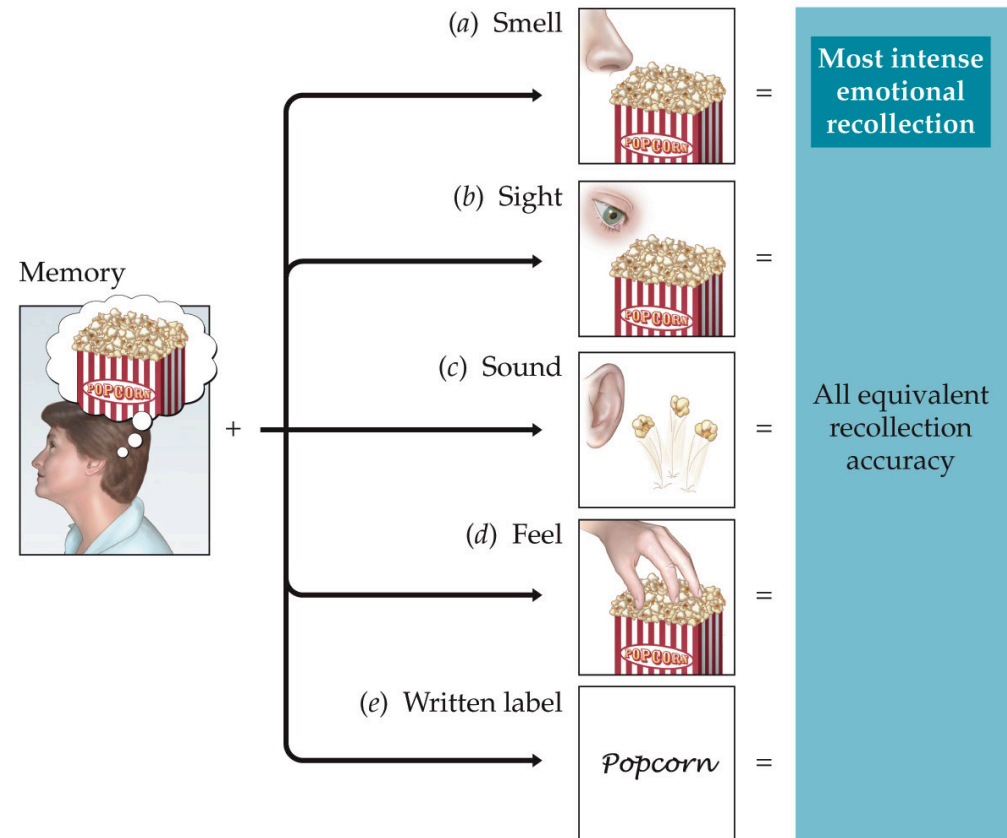 (a) Smell
POPCORN
=
Most intense
emotional
recollection
(b) Sight
POPCORN
=
Memory
POPCORN
+
(c) Sound
=
All equivalent
recollection
accuracy
(d) Feel
POPCORN
=
(e) Written label
Popcorn
=